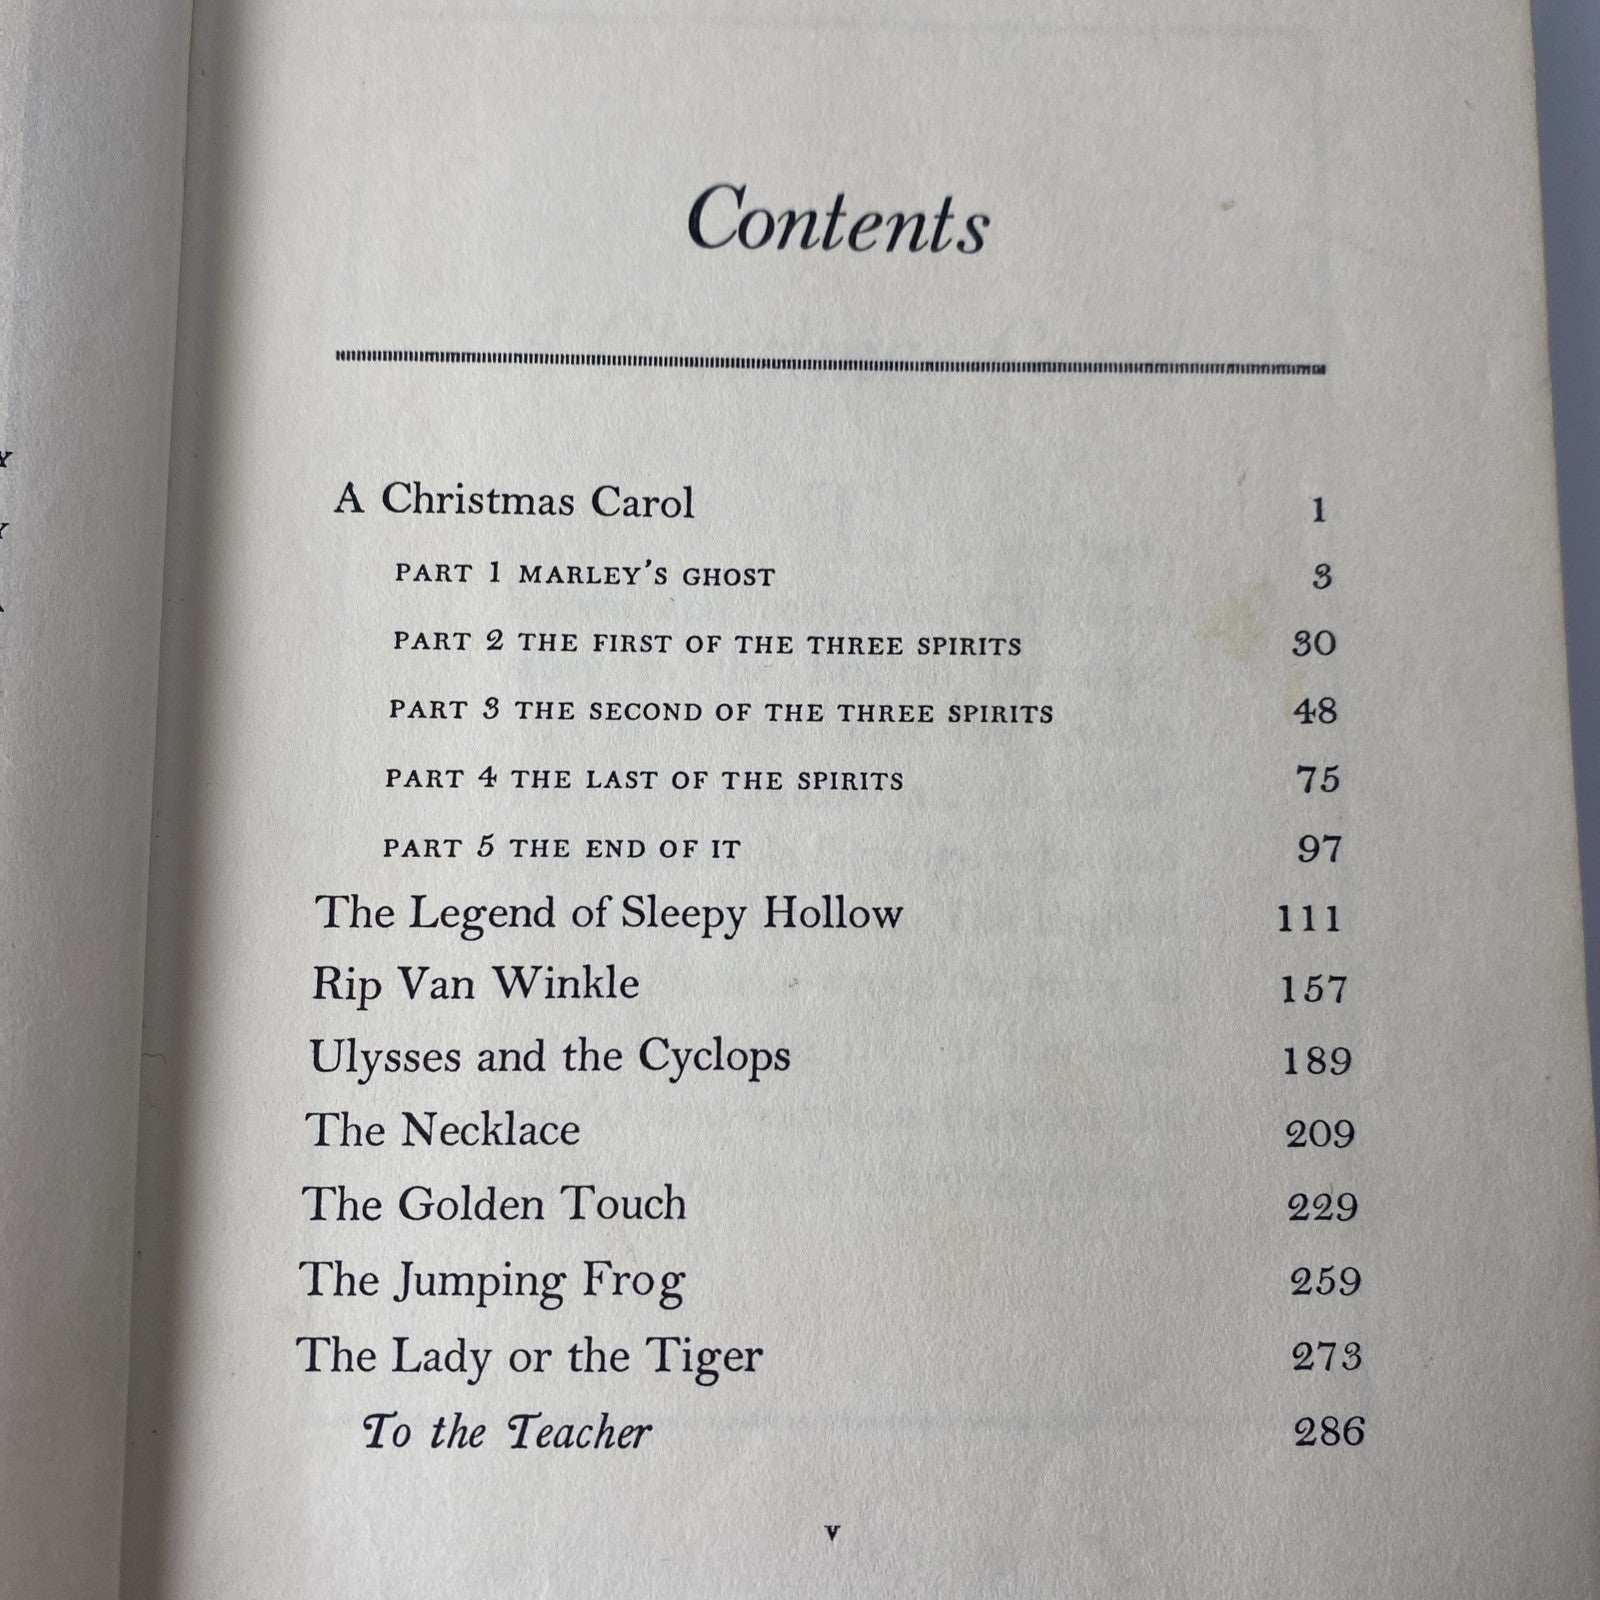 Contents
A Christmas Carol 1
PART 1 MARLEY'S GHOST 3
PART 2 THE FIRST OF THE THREE SPIRITS 30
PART 3 THE SECOND OF THE THREE SPIRITS 48
PART 4 THE LAST OF THE SPIRITS 75
PART 5 THE END OF IT 97
The Legend of Sleepy Hollow 111
Rip Van Winkle 157
Ulysses and the Cyclops 189
The Necklace 209
The Golden Touch 229
The Jumping Frog 259
The Lady or the Tiger 273
To the Teacher 286
v